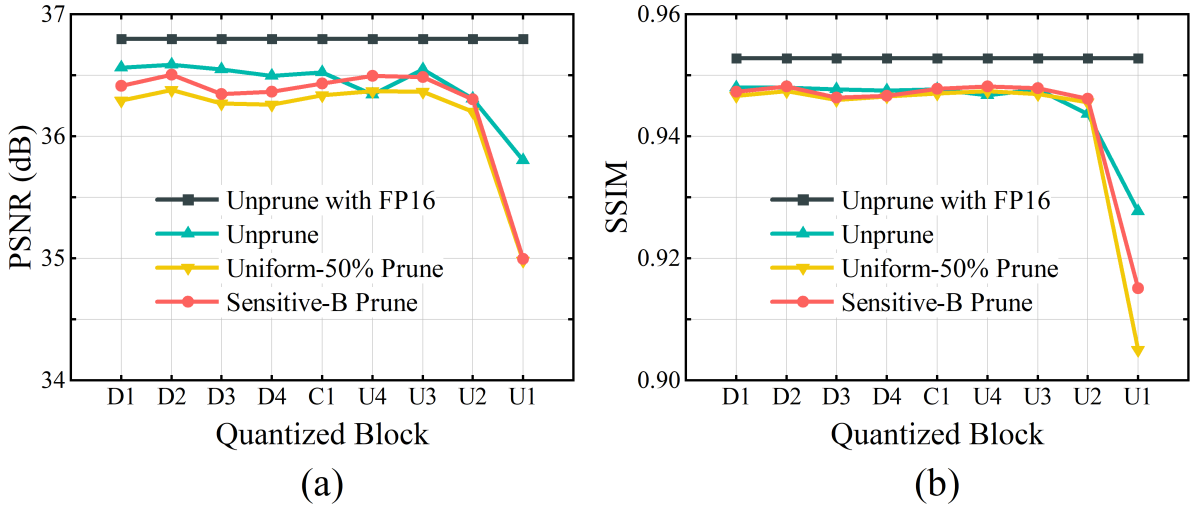 37
36
35
34
PSNR (dB)
Unprune with FP16
Unprune
Uniform-50% Prune
Sensitive-B Prune
D1 D2 D3 D4 C1 U4 U3 U2 U1
Quantized Block
(a)
0.96
0.94
0.92
0.90
SSIM
Unprune with FP16
Unprune
Uniform-50% Prune
Sensitive-B Prune
D1 D2 D3 D4 C1 U4 U3 U2 U1
Quantized Block
(b)